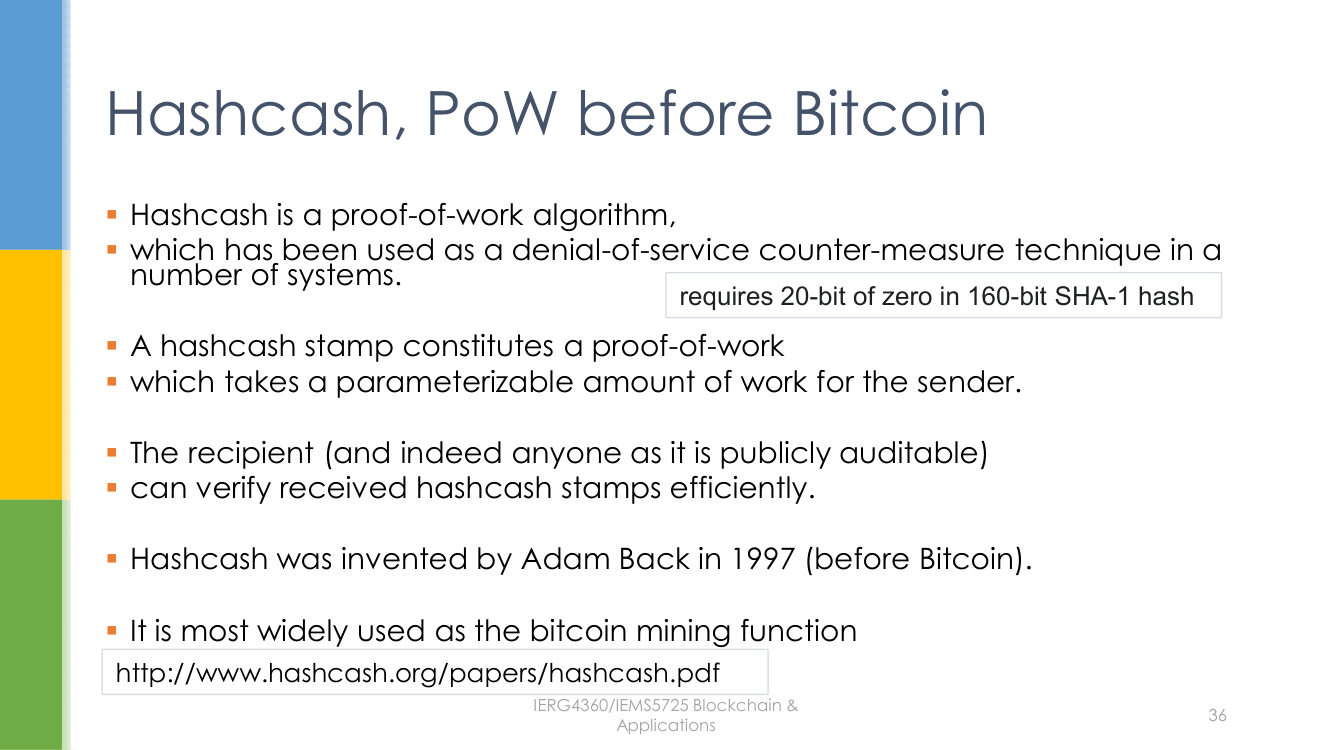 Hashcash, PoW before Bitcoin
▪ Hashcash is a proof-of-work algorithm,
▪ which has been used as a denial-of-service counter-measure technique in a
number of systems.
requires 20-bit of zero in 160-bit SHA-1 hash
▪ A hashcash stamp constitutes a proof-of-work
▪ which takes a parameterizable amount of work for the sender.
▪ The recipient (and indeed anyone as it is publicly auditable)
▪ can verify received hashcash stamps efficiently.
▪ Hashcash was invented by Adam Back in 1997 (before Bitcoin).
▪ It is most widely used as the bitcoin mining function
http://www.hashcash.org/papers/hashcash.pdf
IERG4360/IEMS5725 Blockchain &
Applications
36